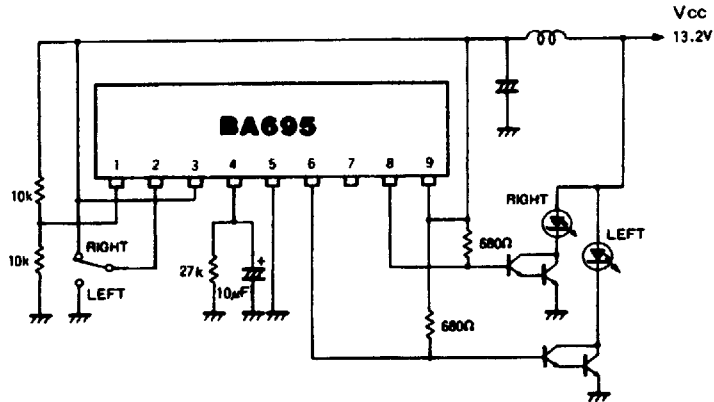 Vcc
13.2V
BA695
1 2 3 4 5 6 7 8 9
10k
RIGHT
LEFT
680Ω
10k
RIGHT
27k
10μF
+
LEFT
680Ω